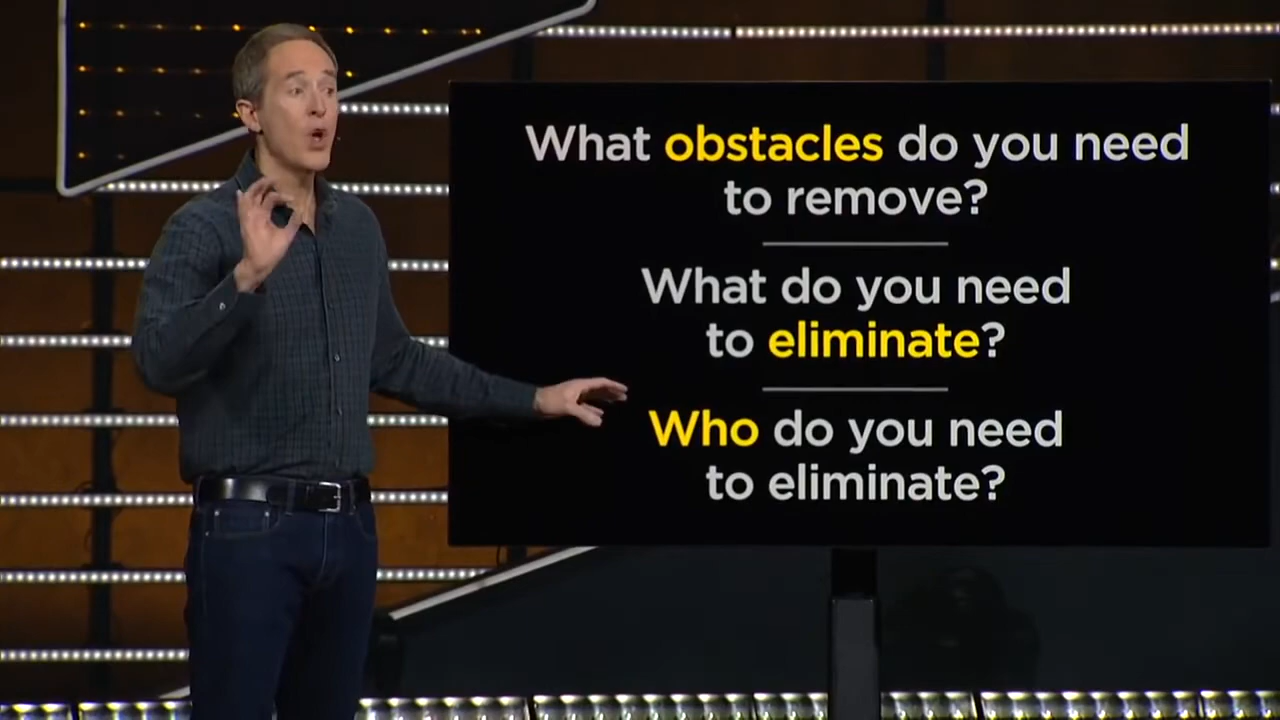 What obstacles do you need
to remove?
What do you need
to eliminate?
Who do you need
to eliminate?